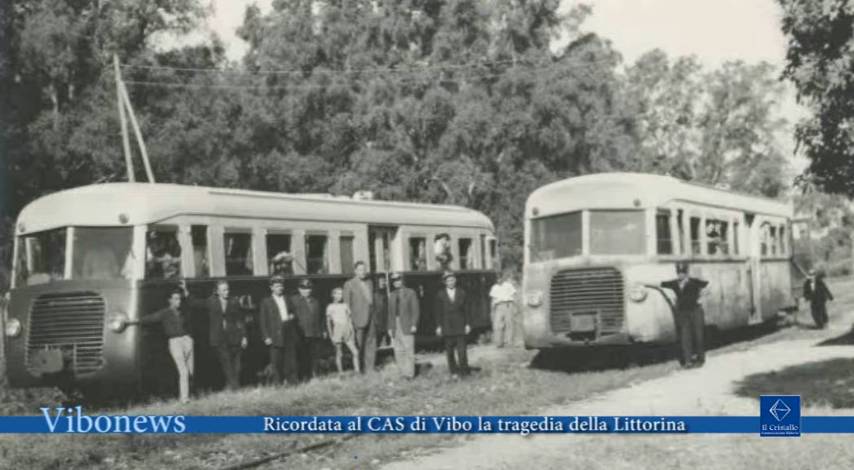 Vibonews
Ricordata al CAS di Vibo la tragedia della Littorina
Il Cristallo